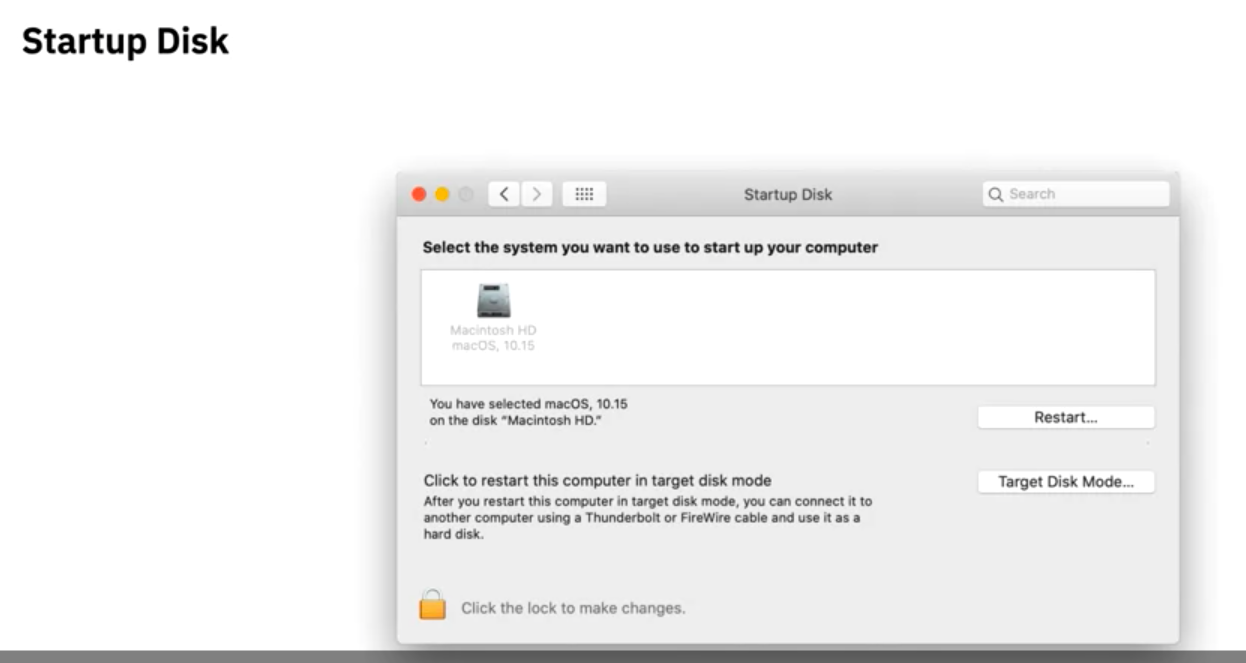 Startup Disk
Startup Disk
Search
Select the system you want to use to start up your computer
Macintosh HD
macOS, 10.15
You have selected macOS, 10.15
on the disk “Macintosh HD.”
Restart...
Click to restart this computer in target disk mode
Target Disk Mode...
After you restart this computer in target disk mode, you can connect it to
another computer using a Thunderbolt or FireWire cable and use it as a
hard disk.
Click the lock to make changes.